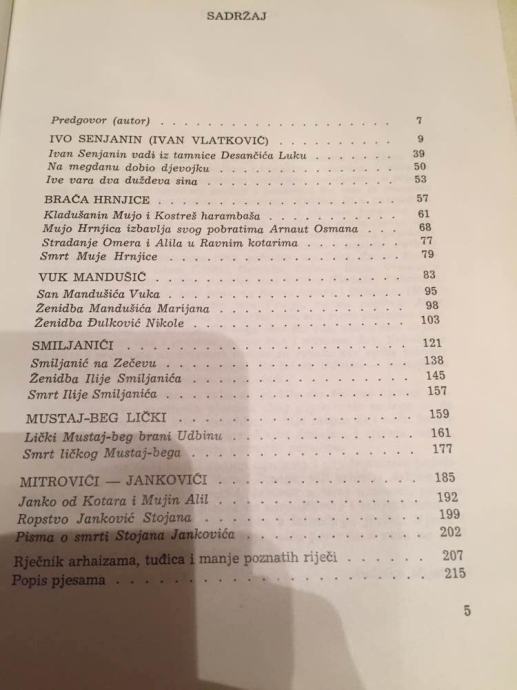 SADRŽAJ
Predgovor (autor) . . . . . . . . . . . . . . . . . . 7
IVO SENJANIN (IVAN VLATKOVIĆ) . . . . . . . . . . 9
Ivan Senjanin vadi iz tamnice Desančića Luku . . . . . . . 39
Na megdanu dobio djevojku . . . . . . . . . . . . . 50
Ive vara dva duždeva sina . . . . . . . . . . . . . 53
BRAĆA HRNJICE . . . . . . . . . . . . . . . . . 57
Kladušanin Mujo i Kostreš harambaša . . . . . . . . . . 61
Mujo Hrnjica izbavlja svog pobratima Arnaut Osmana . . . . 68
Stradanje Omera i Alila u Ravnim kotarima . . . . . . . . 77
Smrt Muje Hrnjice . . . . . . . . . . . . . . . . 79
VUK MANDUŠIĆ . . . . . . . . . . . . . . . . . 83
San Mandušića Vuka . . . . . . . . . . . . . . . . 95
Ženidba Mandušića Marijana . . . . . . . . . . . . . 98
Ženidba Đulković Nikole . . . . . . . . . . . . . . 103
SMILJANIĆI . . . . . . . . . . . . . . . . . . 121
Smiljanić na Zečevu . . . . . . . . . . . . . . . . 138
Ženidba Ilije Smiljanića . . . . . . . . . . . . . . 145
Smrt Ilije Smiljanića . . . . . . . . . . . . . . . 157
MUSTAJ-BEG LIČKI . . . . . . . . . . . . . . . 159
Lički Mustaj-beg brani Udbinu . . . . . . . . . . . . 161
Smrt ličkog Mustaj-bega . . . . . . . . . . . . . . 177
MITROVIĆI — JANKOVIĆI . . . . . . . . . . . . . 185
Janko od Kotara i Mujin Alil . . . . . . . . . . . . 192
Ropstvo Janković Stojana . . . . . . . . . . . . . . 199
Pisma o smrti Stojana Jankovića . . . . . . . . . . . 202
Rječnik arhaizama, tuđica i manje poznatih riječi . . . . . . 207
Popis pjesama . . . . . . . . . . . . . . . . . 215
5